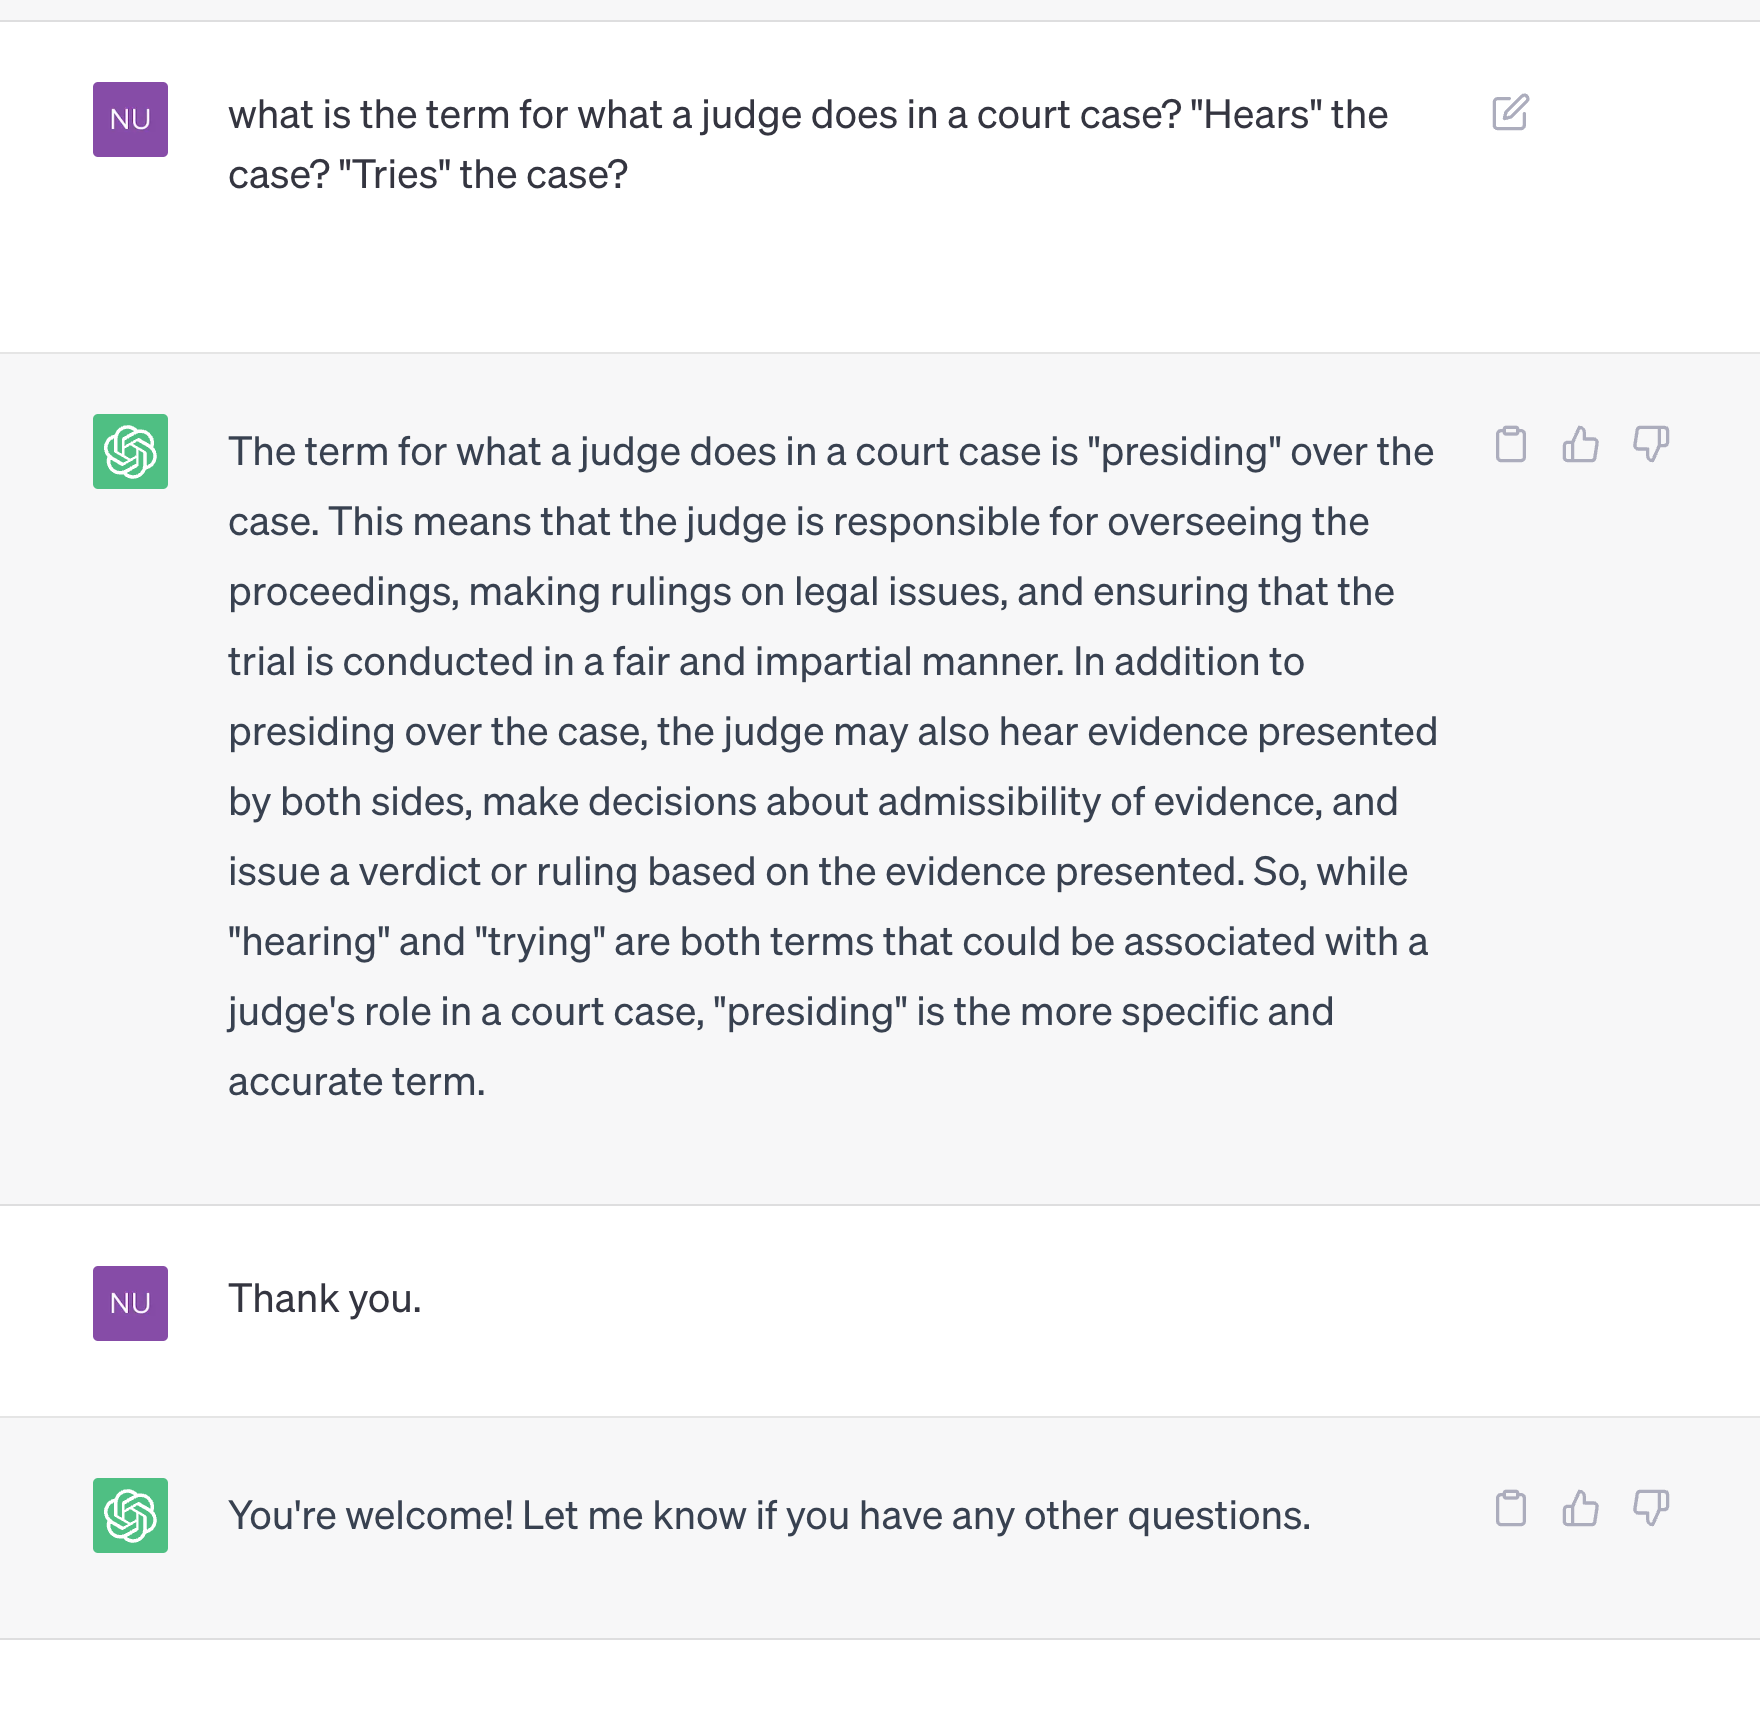 NU
what is the term for what a judge does in a court case? "Hears" the
case? "Tries" the case?
The term for what a judge does in a court case is "presiding" over the
case. This means that the judge is responsible for overseeing the
proceedings, making rulings on legal issues, and ensuring that the
trial is conducted in a fair and impartial manner. In addition to
presiding over the case, the judge may also hear evidence presented
by both sides, make decisions about admissibility of evidence, and
issue a verdict or ruling based on the evidence presented. So, while
"hearing" and "trying" are both terms that could be associated with a
judge's role in a court case, "presiding" is the more specific and
accurate term.
NU
Thank you.
You're welcome! Let me know if you have any other questions.